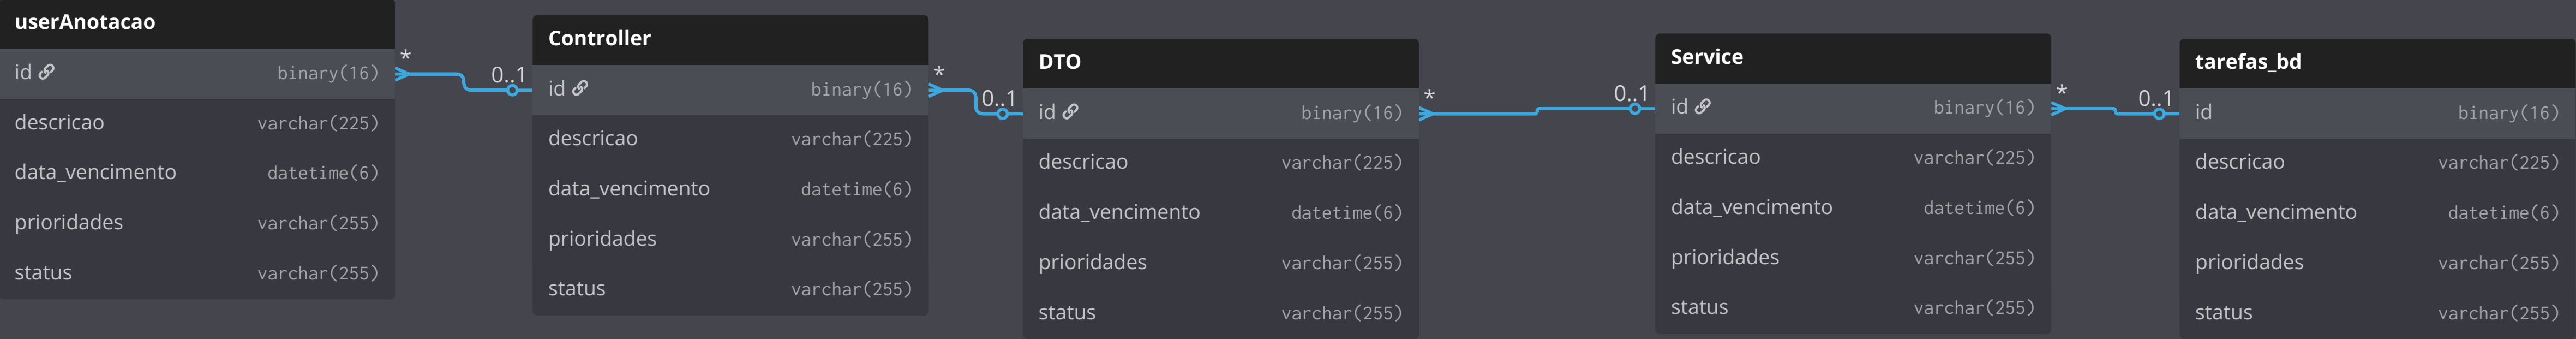 userAnotacao
id binary(16)
descricao varchar(225)
data_vencimento datetime(6)
prioridades varchar(255)
status varchar(255)
* 0..1
Controller
id binary(16)
descricao varchar(225)
data_vencimento datetime(6)
prioridades varchar(255)
status varchar(255)
* 0..1
DTO
id binary(16)
descricao varchar(225)
data_vencimento datetime(6)
prioridades varchar(255)
status varchar(255)
* 0..1
Service
id binary(16)
descricao varchar(225)
data_vencimento datetime(6)
prioridades varchar(255)
status varchar(255)
* 0..1
tarefas_bd
id binary(16)
descricao varchar(225)
data_vencimento datetime(6)
prioridades varchar(255)
status varchar(255)